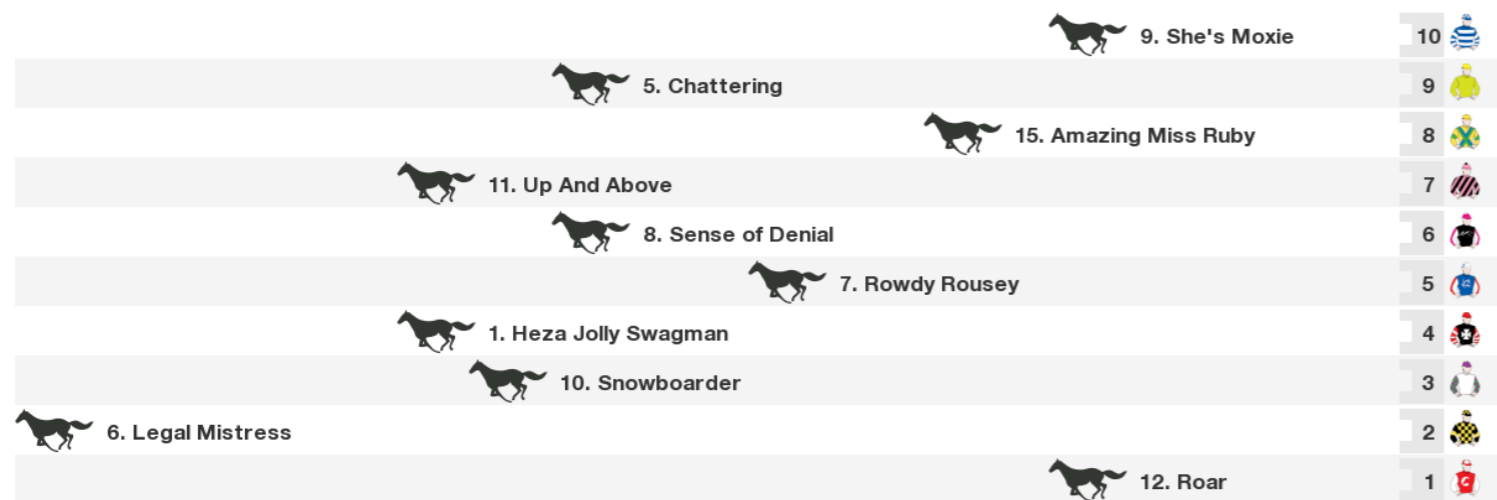 9. She's Moxie 10
5. Chattering 9
15. Amazing Miss Ruby 8
11. Up And Above 7
8. Sense of Denial 6
7. Rowdy Rousey 5
1. Heza Jolly Swagman 4
10. Snowboarder 3
6. Legal Mistress 2
12. Roar 1